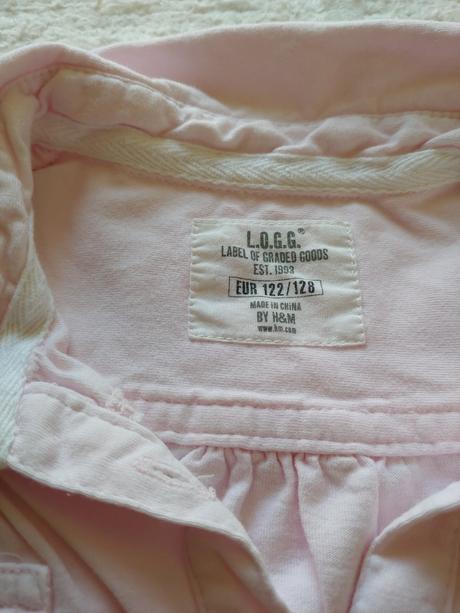 L.O.G.G.®
LABEL OF GRADED GOODS
EST. 1993
EUR 122/128
MADE IN CHINA
BY H&M
www.hm.com